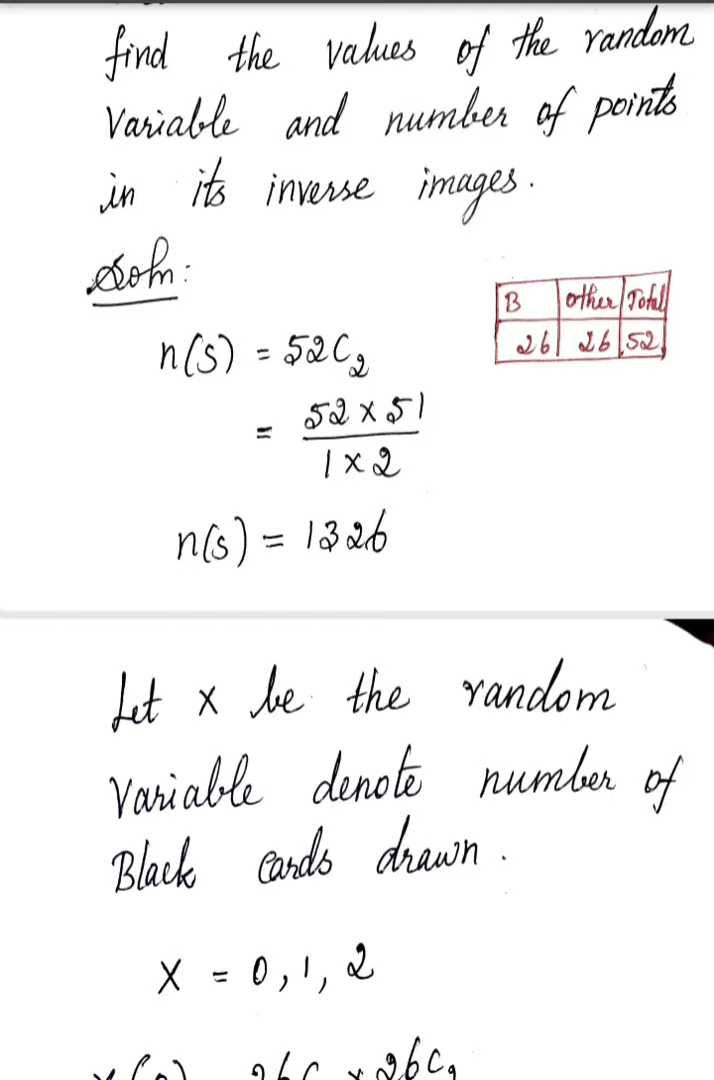 find the values of the random
Variable and number of points
in its inverse images.
Soln:
B other Total
26 26 52
n(S) = 52C₂
= 52 x 51
1 x 2
n(s) = 1326
Let x be the random
Variable denote number of
Black Cards drawn.
X = 0, 1, 2